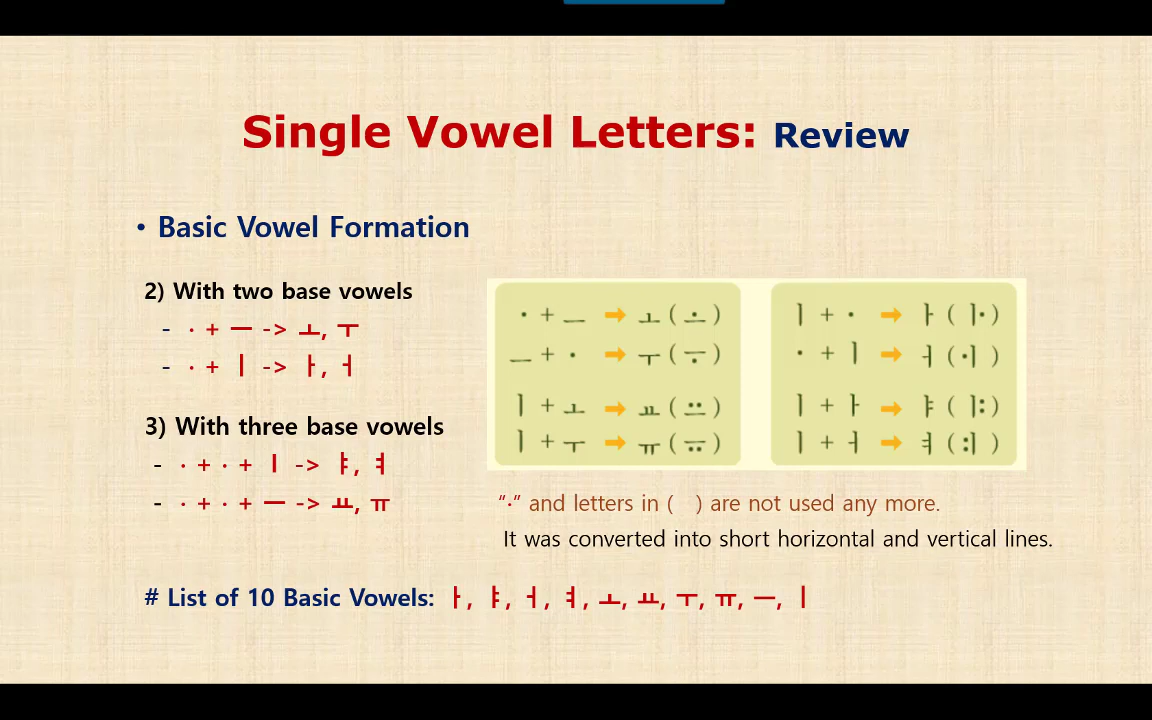 Single Vowel Letters: Review
• Basic Vowel Formation
2) With two base vowels
- · + ㅡ -> ㅗ, ㅜ
- · + ㅣ -> ㅏ, ㅓ
3) With three base vowels
- · + · + ㅣ -> ㅑ, ㅕ
- · + · + ㅡ -> ㅛ, ㅠ
· + ㅡ ➡ ㅗ ( ᆢ )
ㅡ + · ➡ ㅜ ( )
ㅣ + ㅗ ➡ ㅛ ( )
ㅣ + ㅜ ➡ ㅠ ( )
ㅣ + · ➡ ㅏ ( ㅣ· )
· + ㅣ ➡ ㅓ ( ·ㅣ )
ㅣ + ㅏ ➡ ㅑ ( ㅣ: )
ㅣ + ㅓ ➡ ㅕ ( :ㅣ )
“·” and letters in ( ) are not used any more.
It was converted into short horizontal and vertical lines.
# List of 10 Basic Vowels: ㅏ, ㅑ, ㅓ, ㅕ, ㅗ, ㅛ, ㅜ, ㅠ, ㅡ, ㅣ